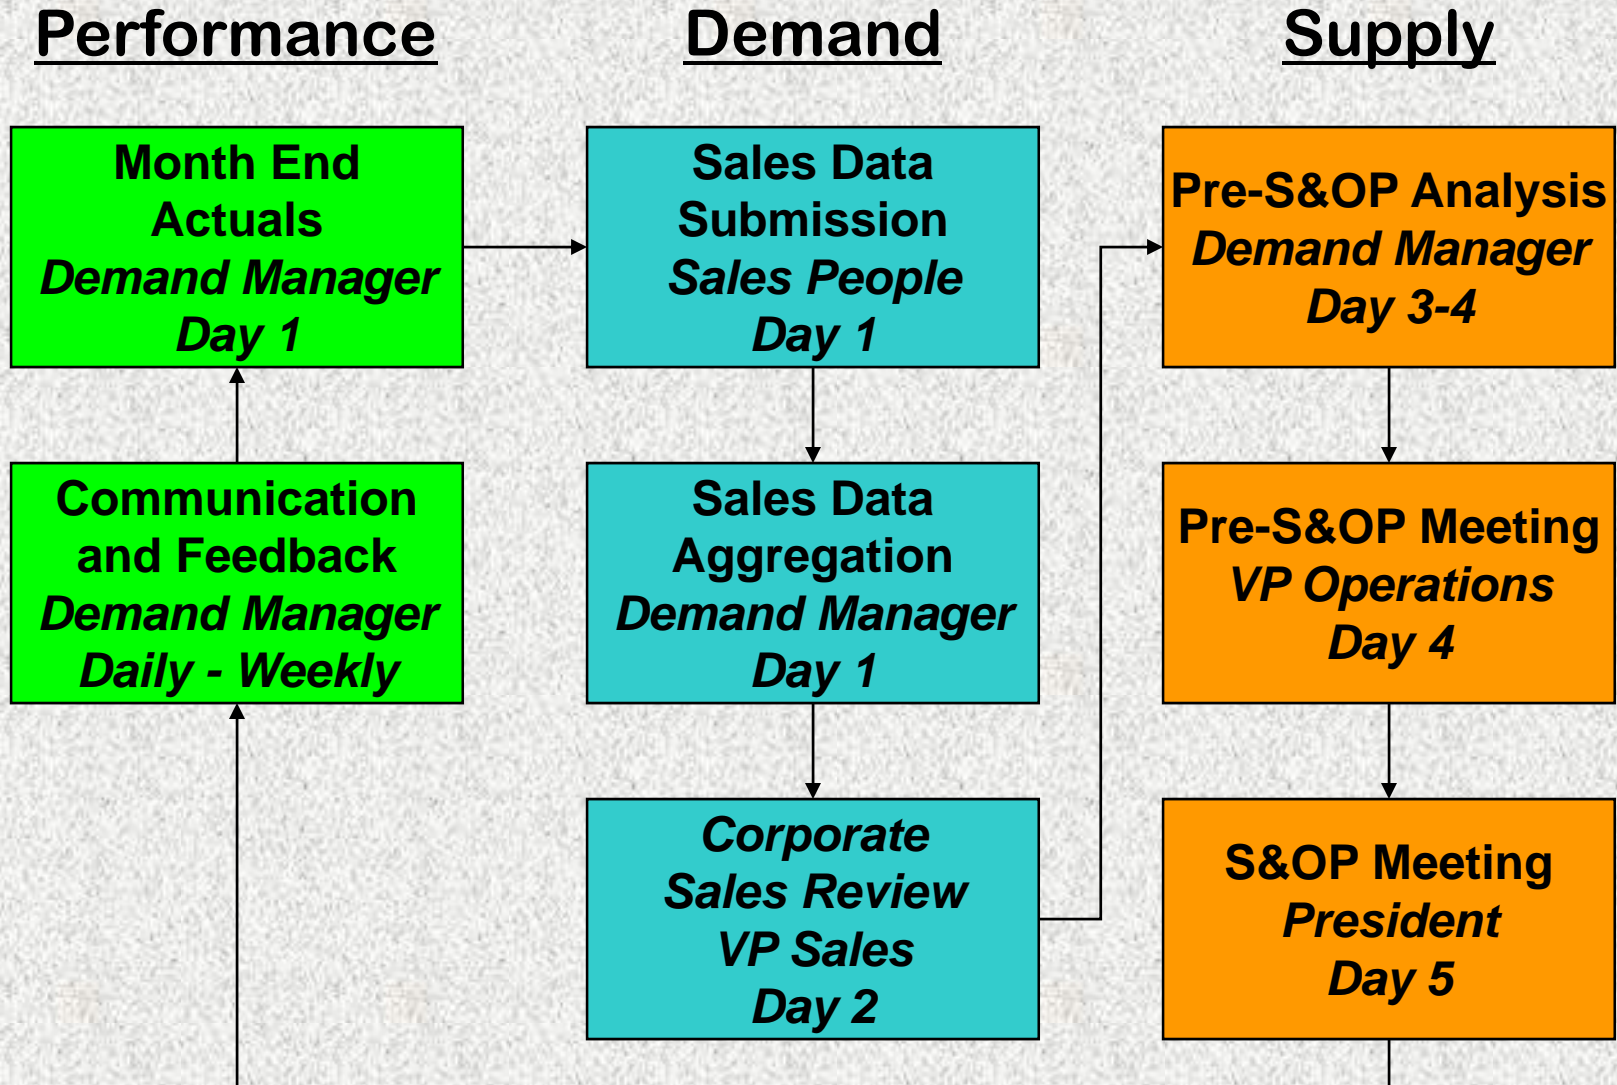 Performance
Demand
Supply
Month End
Actuals
Demand Manager
Day 1
Communication
and Feedback
Demand Manager
Daily - Weekly
Sales Data
Submission
Sales People
Day 1
Sales Data
Aggregation
Demand Manager
Day 1
Corporate
Sales Review
VP Sales
Day 2
Pre-S&OP Analysis
Demand Manager
Day 3-4
Pre-S&OP Meeting
VP Operations
Day 4
S&OP Meeting
President
Day 5